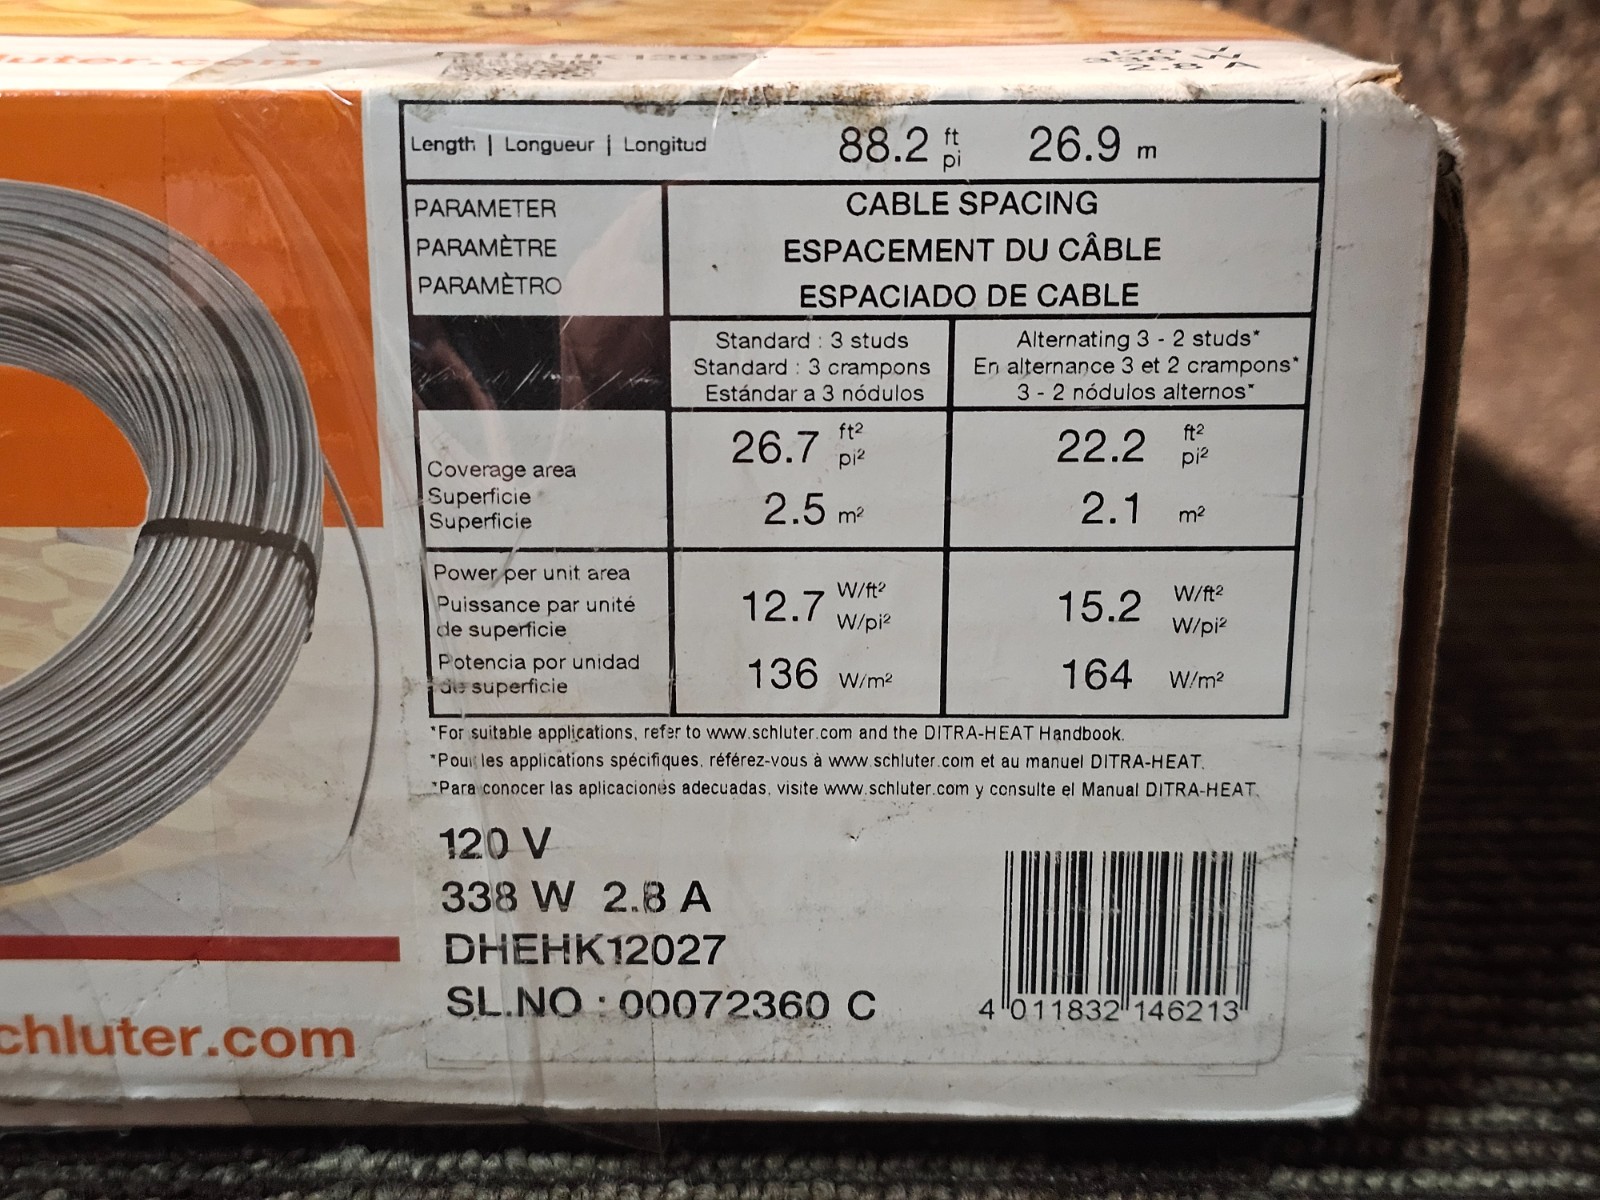 120 V
338 W
2.8 A
Length | Longueur | Longitud 88.2 ft pi 26.9 m
PARAMETER
PARAMÈTRE
PARAMÈTRO
CABLE SPACING
ESPACEMENT DU CÂBLE
ESPACIADO DE CABLE
Standard : 3 studs
Standard : 3 crampons
Estándar a 3 nódulos
Alternating 3 - 2 studs*
En alternance 3 et 2 crampons*
3 - 2 nódulos alternos*
Coverage area
Superficie
Superficie
26.7 ft² pi²
2.5 m²
22.2 ft² pi²
2.1 m²
Power per unit area
Puissance par unité
de superficie
Potencia por unidad
de superficie
12.7 W/ft² W/pi²
136 W/m²
15.2 W/ft² W/pi²
164 W/m²
*For suitable applications, refer to www.schluter.com and the DITRA-HEAT Handbook.
*Pour les applications spécifiques, référez-vous à www.schluter.com et au manuel DITRA-HEAT.
*Para conocer las aplicaciones adecuadas, visite www.schluter.com y consulte el Manual DITRA-HEAT.
120 V
338 W 2.8 A
DHEHK12027
SL.NO : 00072360 C
4 011832 146213
chluter.com